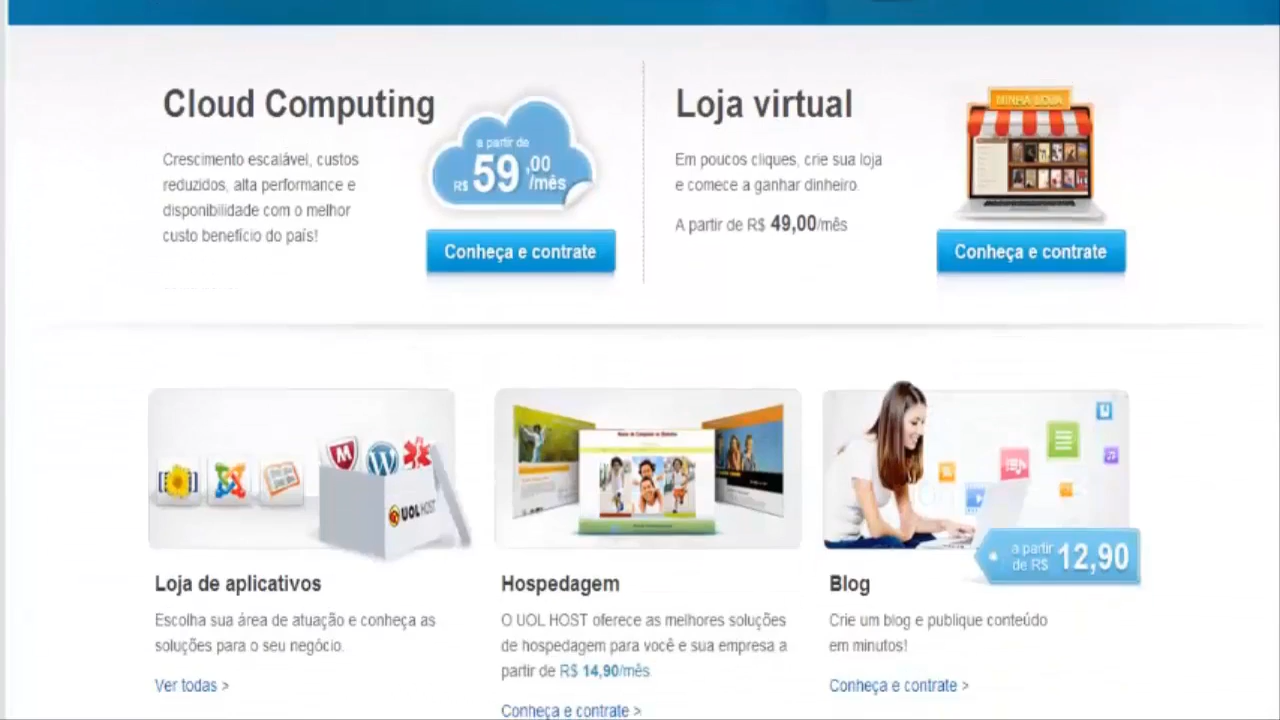 Cloud Computing
Crescimento escalável, custos
reduzidos, alta performance e
disponibilidade com o melhor
custo benefício do país!
a partir de
R$ 59,00/mês
Conheça e contrate
Loja virtual
Em poucos cliques, crie sua loja
e comece a ganhar dinheiro
A partir de R$ 49,00/mês
MINHA LOJA
Conheça e contrate
UOL HOST
Loja de aplicativos
Escolha sua área de atuação e conheça as
soluções para o seu negócio.
Ver todas >
Hospedagem
O UOL HOST oferece as melhores soluções
de hospedagem para você e sua empresa a
partir de R$ 14,90/mês
Conheça e contrate >
a partir
de R$ 12,90
Blog
Crie um blog e publique conteúdo
em minutos!
Conheça e contrate >